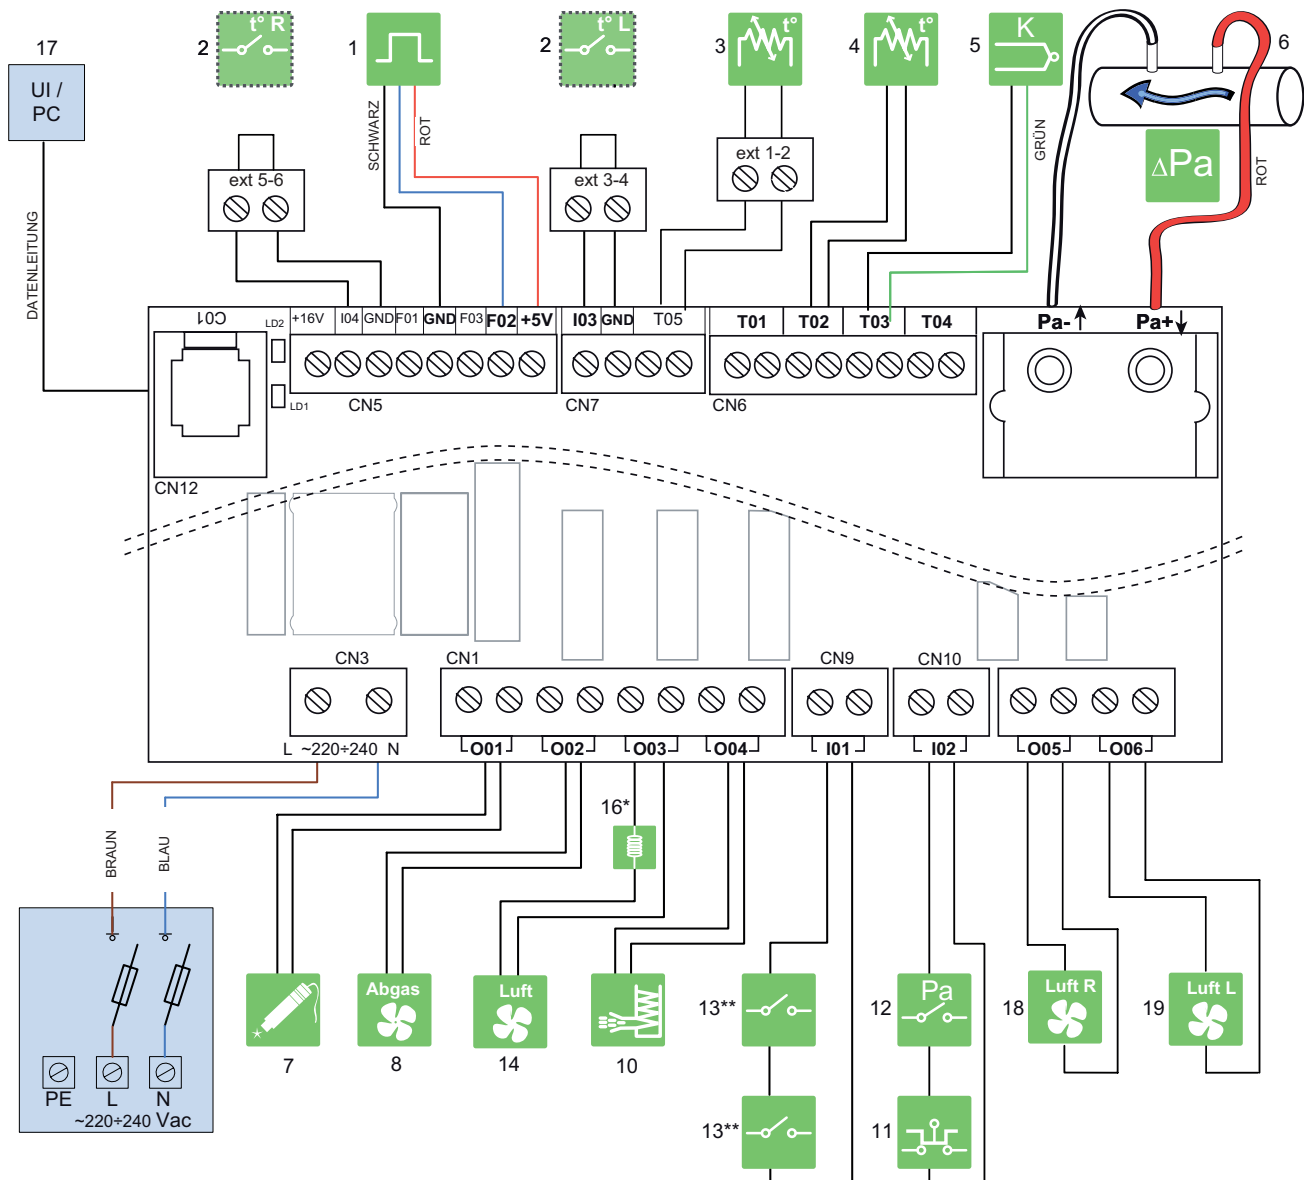 17
UI /
PC
2
t° R
1
2
t° L
3
t°
4
t°
5
K
6
ΔPa
ROT
SCHWARZ
ROT
GRÜN
DATENLEITUNG
ext 5-6
ext 3-4
ext 1-2
C01
LD2
+16V I04 GND F01 GND F03 F02 +5V
I03 GND T05
T01 T02 T03 T04
Pa- Pa+
LD1
CN5
CN7
CN6
CN12
CN3
CN1
CN9
CN10
L ~220÷240 N
O01 O02 O03 O04
I01
I02
O05 O06
BRAUN
BLAU
16*
Abgas
Luft
Pa
Luft R
Luft L
7
8
14
10
13**
12
18
19
13**
11
PE L N
~220÷240 Vac